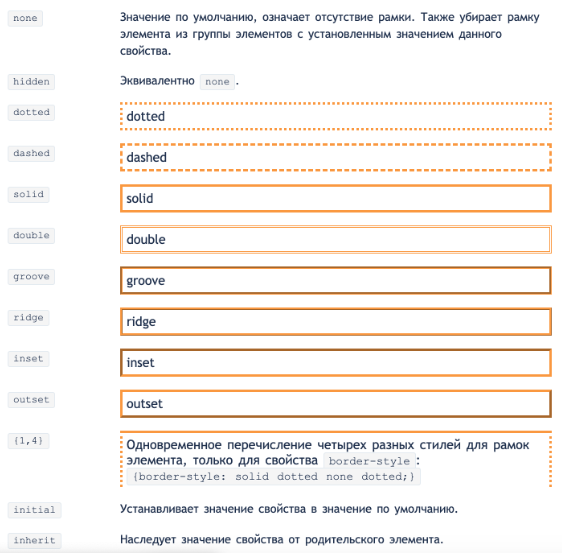 none
Значение по умолчанию, означает отсутствие рамки. Также убирает рамку
элемента из группы элементов с установленным значением данного
свойства.
hidden
Эквивалентно none .
dotted
dotted
dashed
dashed
solid
solid
double
double
groove
groove
ridge
ridge
inset
inset
outset
outset
{1,4}
Одновременное перечисление четырех разных стилей для рамок
элемента, только для свойства border-style :
{border-style: solid dotted none dotted;}
initial
Устанавливает значение свойства в значение по умолчанию.
inherit
Наследует значение свойства от родительского элемента.